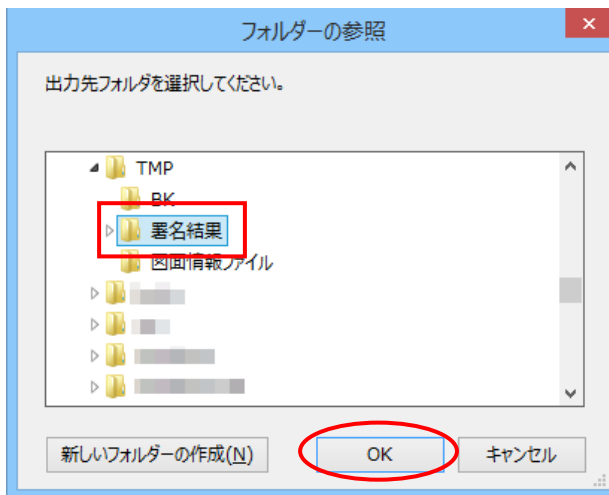 フォルダーの参照
出力先フォルダを選択してください。
TMP
BK
署名結果
図面情報ファイル
新しいフォルダーの作成(N)
OK
キャンセル